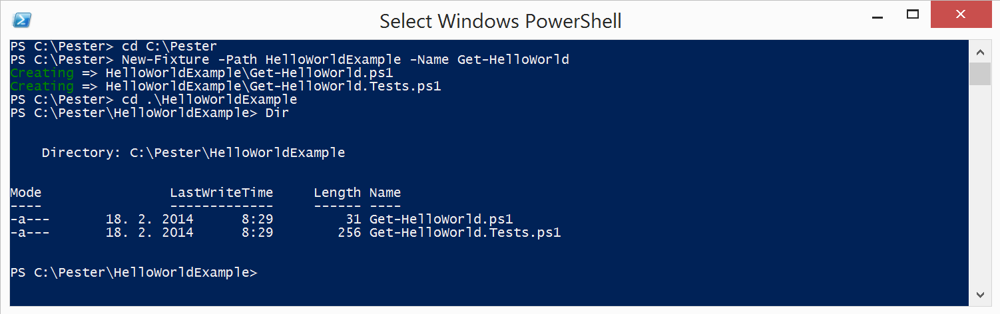 Select Windows PowerShell
PS C:\Pester> cd C:\Pester
PS C:\Pester> New-Fixture -Path HelloWorldExample -Name Get-HelloWorld
Creating => HelloWorldExample\Get-HelloWorld.ps1
Creating => HelloWorldExample\Get-HelloWorld.Tests.ps1
PS C:\Pester> cd .\HelloWorldExample
PS C:\Pester\HelloWorldExample> Dir
    Directory: C:\Pester\HelloWorldExample
Mode                LastWriteTime     Length Name
----                -------------     ------ ----
-a---       18. 2. 2014      8:29         31 Get-HelloWorld.ps1
-a---       18. 2. 2014      8:29        256 Get-HelloWorld.Tests.ps1
PS C:\Pester\HelloWorldExample>